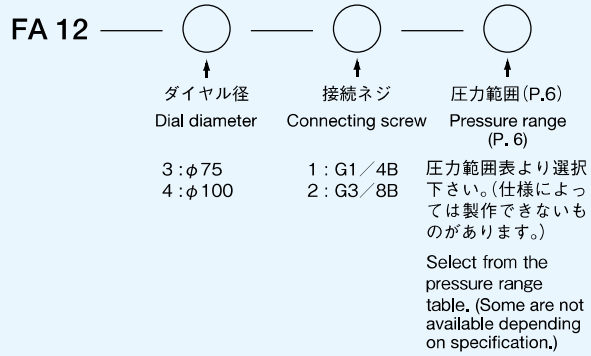 FA 12
ダイヤル径
Dial diameter
3 : φ75
4 : φ100
接続ネジ
Connecting screw
1 : G1／4B
2 : G3／8B
圧力範囲(P.6)
Pressure range
(P. 6)
圧力範囲表より選択
下さい。(仕様によっ
ては製作できないも
のがあります。)
Select from the
pressure range
table. (Some are not
available depending
on specification.)